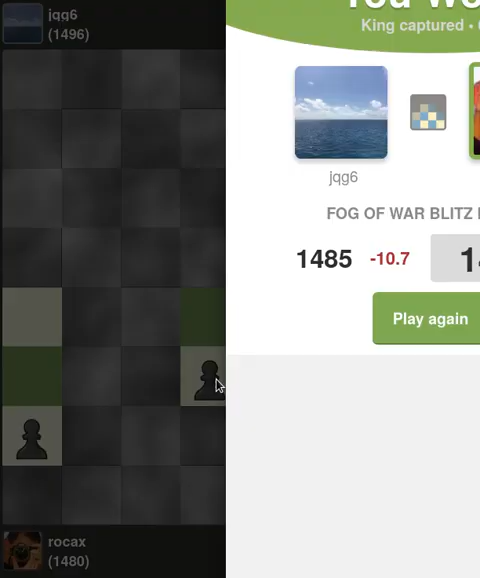 jqg6
(1496)
King captured •
jqg6
FOG OF WAR BLITZ
1485 -10.7
Play again
rocax
(1480)